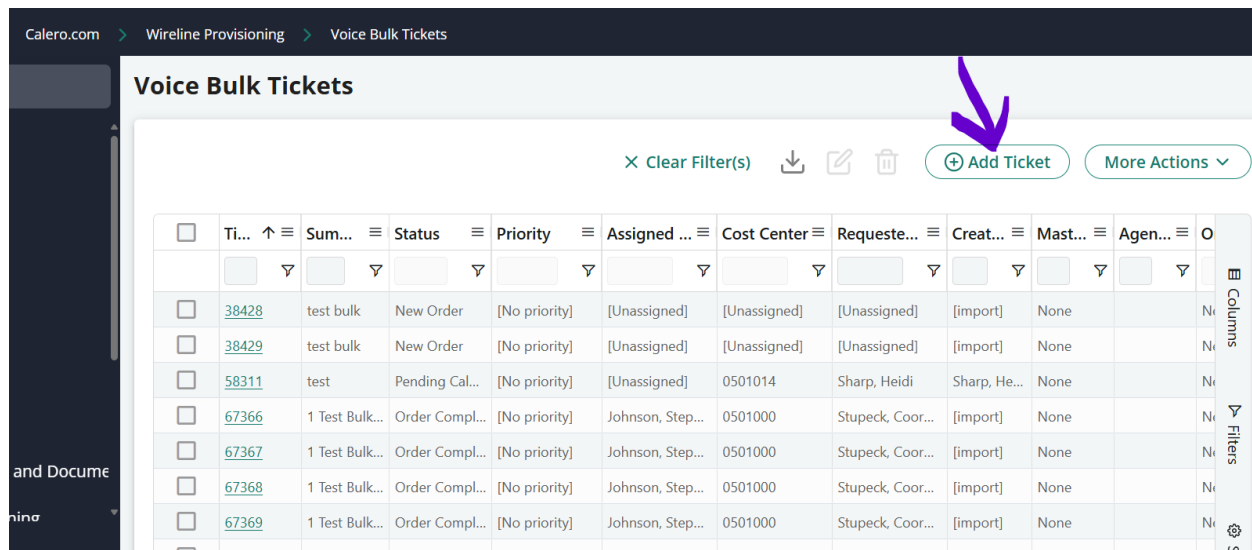 Calero.com > Wireline Provisioning > Voice Bulk Tickets
Voice Bulk Tickets
Clear Filter(s) Add Ticket More Actions
Ti... Sum... Status Priority Assigned ... Cost Center Requeste... Creat... Mast... Agen... O
38428 test bulk New Order [No priority] [Unassigned] [Unassigned] [Unassigned] [import] None
38429 test bulk New Order [No priority] [Unassigned] [Unassigned] [Unassigned] [import] None
58311 test Pending Cal... [No priority] [Unassigned] 0501014 Sharp, Heidi Sharp, He... None
67366 1 Test Bulk... Order Compl... [No priority] Johnson, Step... 0501000 Stupeck, Coor... [import] None
67367 1 Test Bulk... Order Compl... [No priority] Johnson, Step... 0501000 Stupeck, Coor... [import] None
67368 1 Test Bulk... Order Compl... [No priority] Johnson, Step... 0501000 Stupeck, Coor... [import] None
67369 1 Test Bulk... Order Compl... [No priority] Johnson, Step... 0501000 Stupeck, Coor... [import] None
Columns
Filters
and Docume
ning